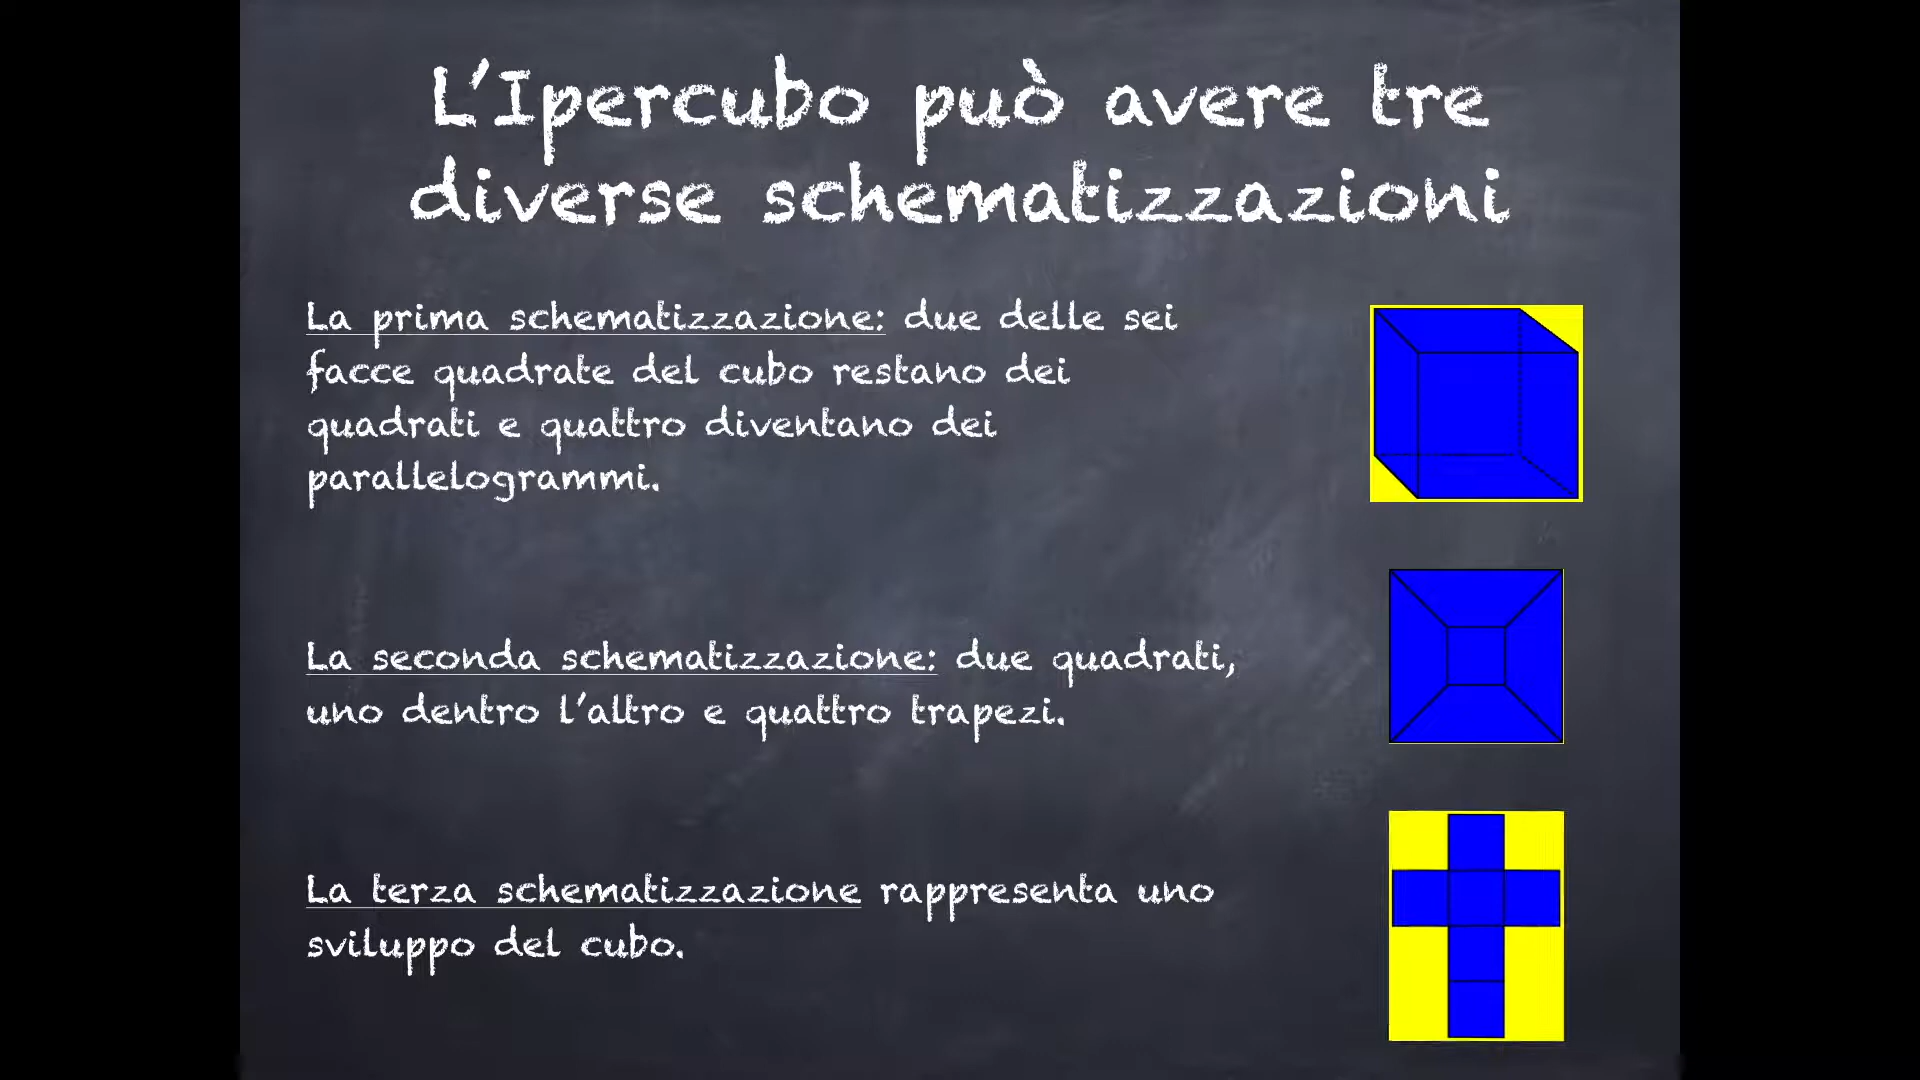 L'Ipercubo può avere tre
diverse schematizzazioni
La prima schematizzazione: due delle sei
facce quadrate del cubo restano dei
quadrati e quattro diventano dei
parallelogrammi.
La seconda schematizzazione: due quadrati,
uno dentro l'altro e quattro trapezi.
La terza schematizzazione rappresenta uno
sviluppo del cubo.